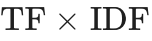 TF × IDF